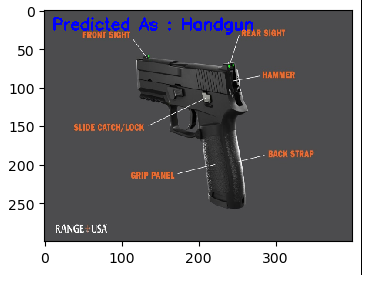 Predicted As : Handgun
FRONT SIGHT
REAR SIGHT
HAMMER
SLIDE CATCH/LOCK
BACK STRAP
GRIP PANEL
RANGE USA
0
50
100
150
200
250
0
100
200
300